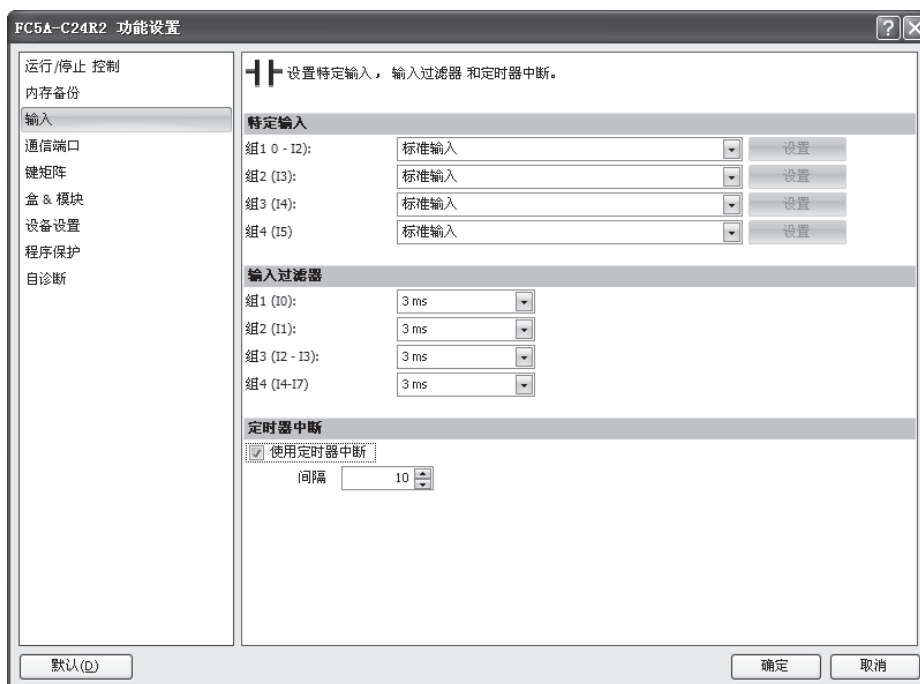 FC5A-C24R2 功能设置
运行/停止 控制
内存备份
输入
通信端口
键矩阵
盒 & 模块
设备设置
程序保护
自诊断
设置特定输入， 输入过滤器 和定时器中断。
特定输入
组1 0 - I2): 标准输入 设置
组2 (I3): 标准输入 设置
组3 (I4): 标准输入 设置
组4 (I5) 标准输入 设置
输入过滤器
组1 (I0): 3 ms
组2 (I1): 3 ms
组3 (I2 - I3): 3 ms
组4 (I4-I7) 3 ms
定时器中断
使用定时器中断
间隔 10
默认(D) 确定 取消